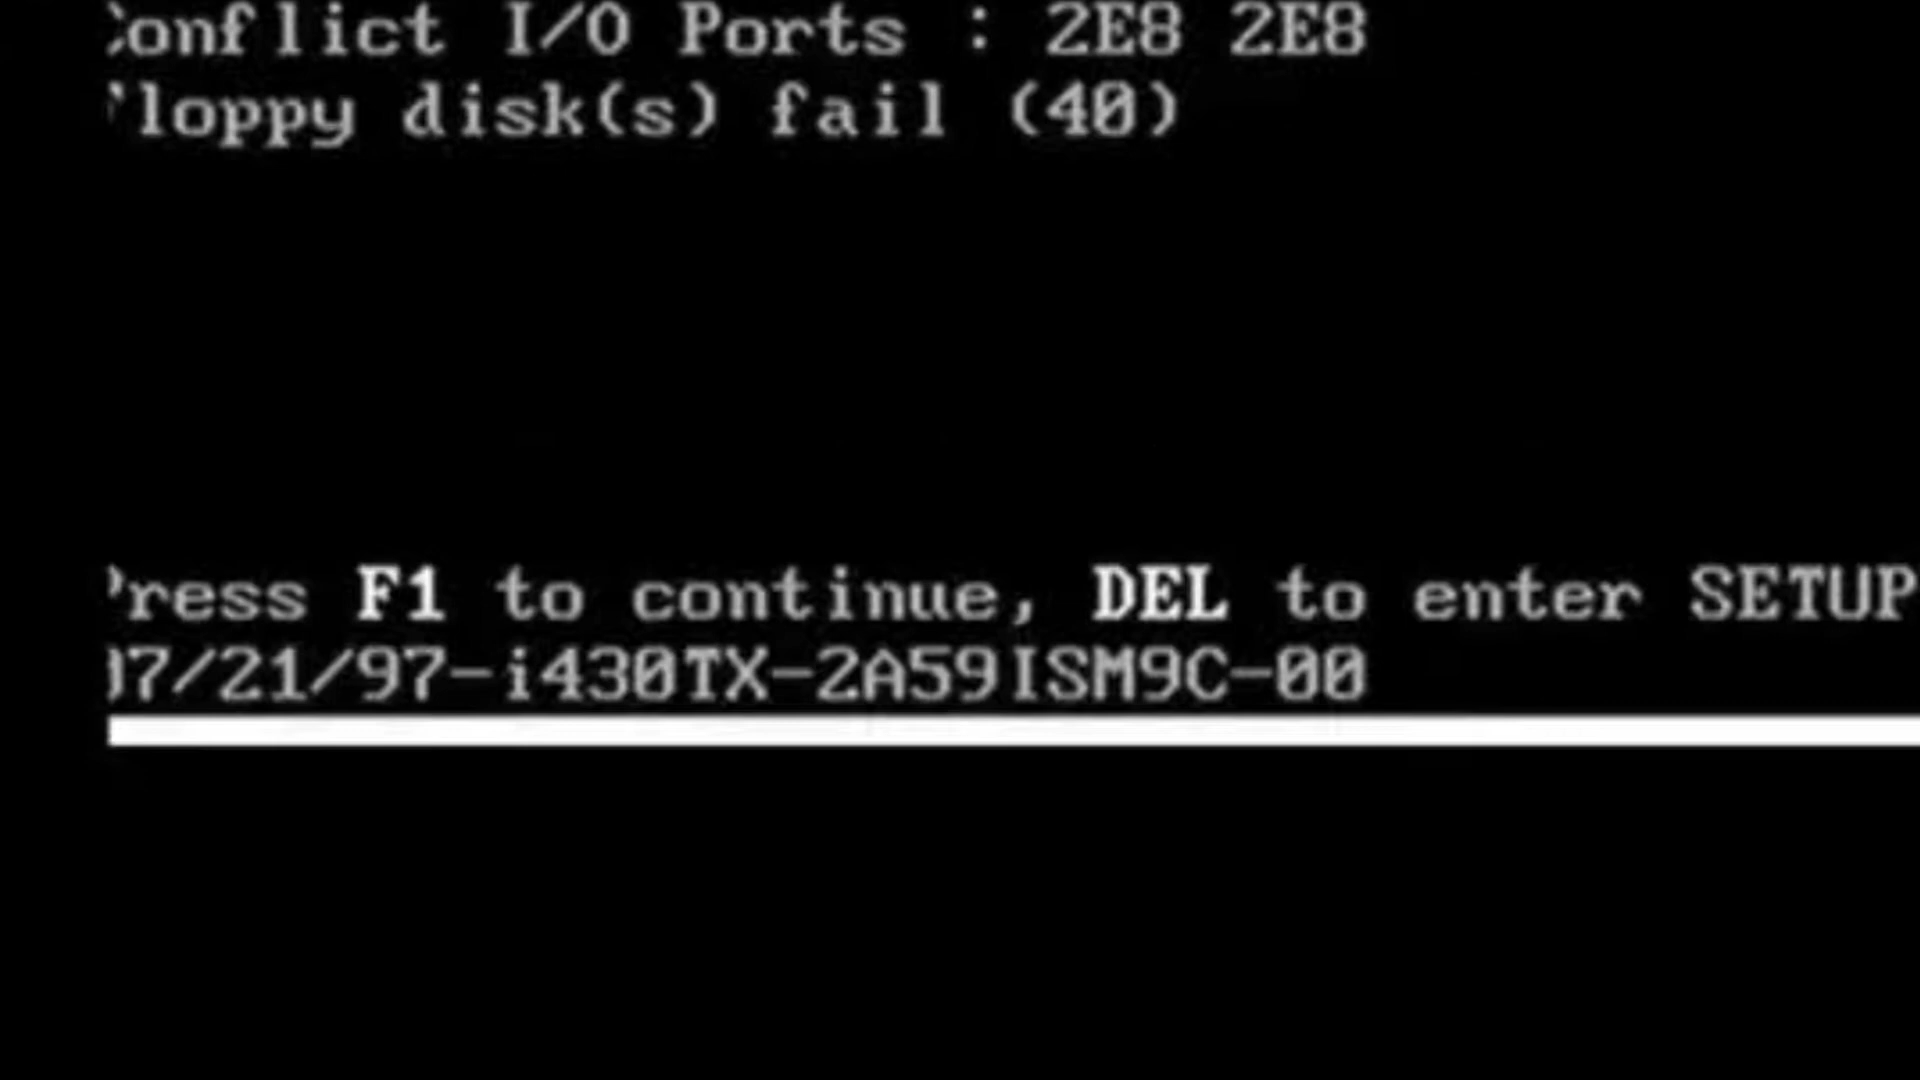 Conflict I/O Ports : 2E8 2E8
Floppy disk(s) fail (40)
Press F1 to continue, DEL to enter SETUP
07/21/97-i430TX-2A59ISM9C-00